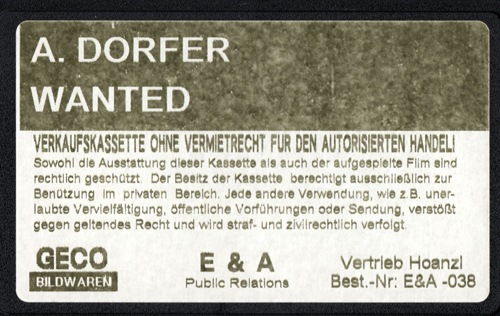 A. DORFER
WANTED
VERKAUFSKASSETTE OHNE VERMIETRECHT FUR DEN AUTORISIERTEN HANDEL!
Sowohl die Ausstattung dieser Kassette als auch der aufgespielte Film sind
rechtlich geschützt. Der Besitz der Kassette berechtigt ausschließlich zur
Benützung im privaten Bereich. Jede andere Verwendung, wie z.B. uner-
laubte Vervielfältigung, öffentliche Vorführungen oder Sendung, verstößt
gegen geltendes Recht und wird straf- und zivilrechtlich verfolgt.
GECO
BILDWAREN
E & A
Public Relations
Vertrieb Hoanzl
Best.-Nr: E&A -038